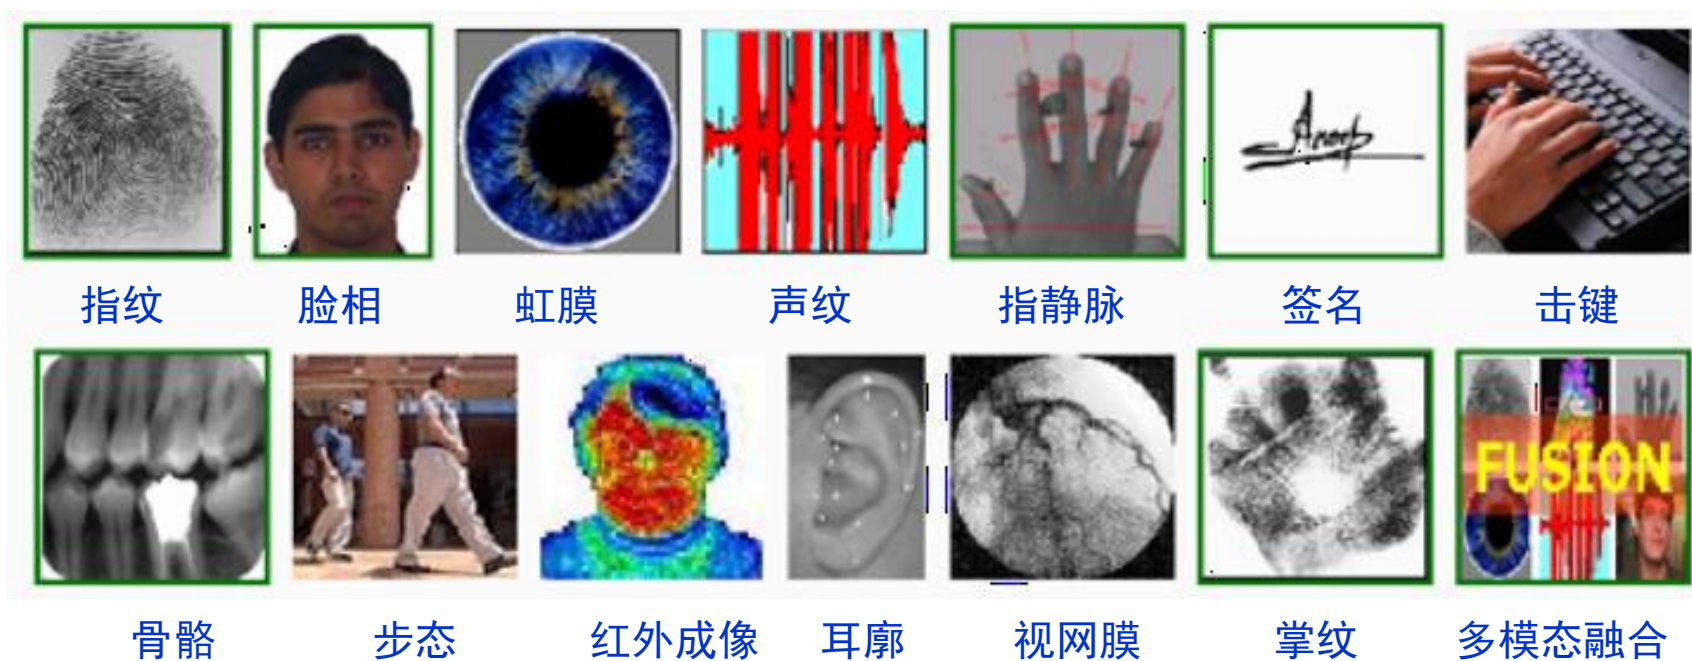 Anoop
指纹 脸相 虹膜 声纹 指静脉 签名 击键
FUSION
骨骼 步态 红外成像 耳廓 视网膜 掌纹 多模态融合